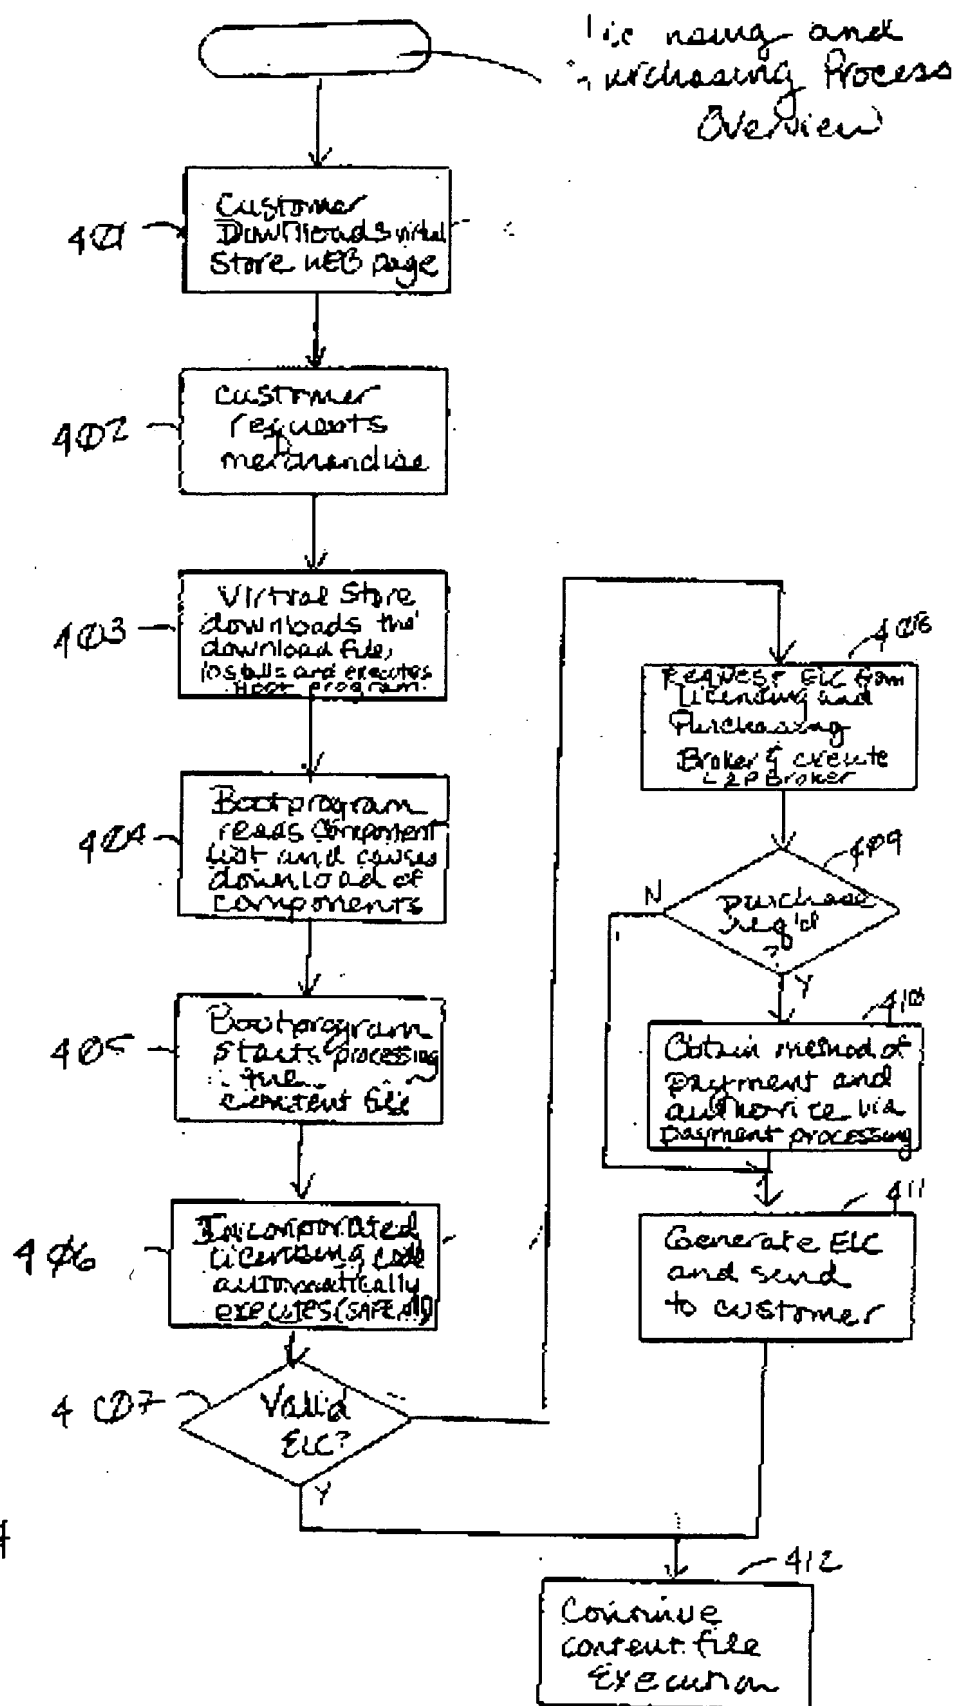 and
Purchasing Process
Overview
401
Customer
Downloads virtual
Store WEB page
402
Customer
requests
merchandise
403
Virtual Store
downloads the
download file,
installs and executes
Boot program.
404
Bootprogram
reads component
list and causes
download of
components
405
Bootprogram
starts processing
the
content file
406
Incorporated
licensing code
automatically
executes
407
Valid
ELC?
Y
408
Request ELC from
Licensing and
Purchasing
Broker & execute
L&P Broker
409
N
purchase
req'd
?
Y
410
Obtain method of
payment and
authorize via
payment processing
411
Generate ELC
and send
to customer
412
Continue
content file
Execution